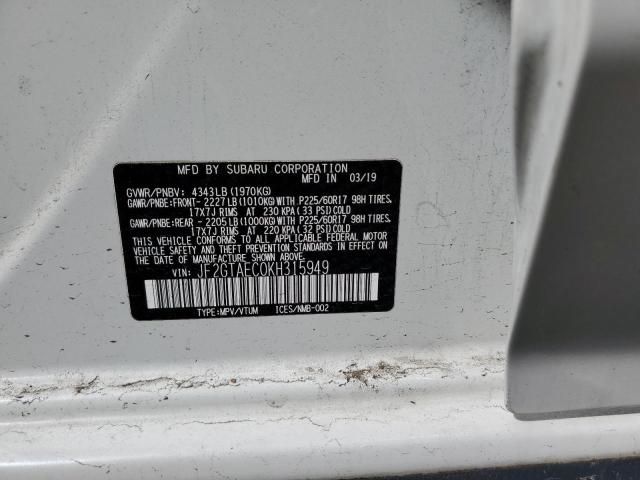 MFD BY SUBARU CORPORATION
GVWR/PNBV: 4343LB (1970KG) IN 03/19
GAWR/PNBE:FRONT- 2227LB (1010KG) WITH P225/60R17 98H TIRES.
17X7J RIMS AT 230 KPA (33 PSI) COLD
GAWR/PNBE:REAR - 2205LB (1000KG) WITH P225/60R17 98H TIRES.
17X7J RIMS AT 220 KPA (32 PSI) COLD
THIS VEHICLE CONFORMS TO ALL APPLICABLE FEDERAL MOTOR
VEHICLE SAFETY AND THEFT PREVENTION STANDARDS IN EFFECT ON
THE DATE OF MANUFACTURE SHOWN ABOVE.
VIN: JF2GTAEC0KH315949
TYPE:MPV/VTUM ICES/NMB-002